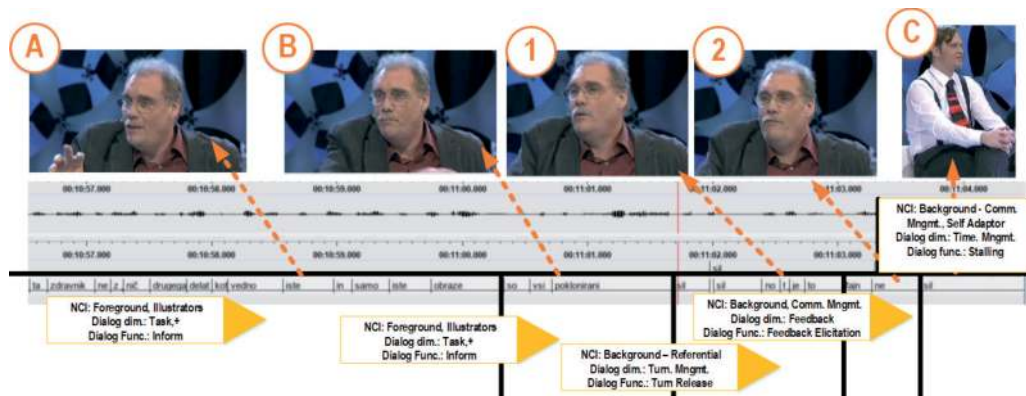 A
B
1
2
C
00:10:57.000 00:10:58.000 00:10:59.000 00:11:00.000 00:11:01.000 00:11:02.000 00:11:03.000 00:11:04.000
00:10:57.000 00:10:58.000 00:10:59.000 00:11:00.000 00:11:01.000 00:11:02.000 00:11:03.000
sil
ta zdravnik ne z nič drugega delat kot vedno iste in samo iste obraze so vsi poklonirani sil sil no t. je to tain ne sil
NCI: Background - Comm.
Mngmt., Self Adaptor
Dialog dim.: Time. Mngmt.
Dialog func.: Stalling
NCI: Foreground, Illustrators
Dialog dim.: Task,+
Dialog Func.: Inform
NCI: Foreground, Illustrators
Dialog dim.: Task,+
Dialog Func.: Inform
NCI: Background – Referential
Dialog dim.: Turn. Mngmt.
Dialog Func.: Turn Release
NCI: Background, Comm. Mngmt.
Dialog dim.: Feedback
Dialog Func.: Feedback Elicitation